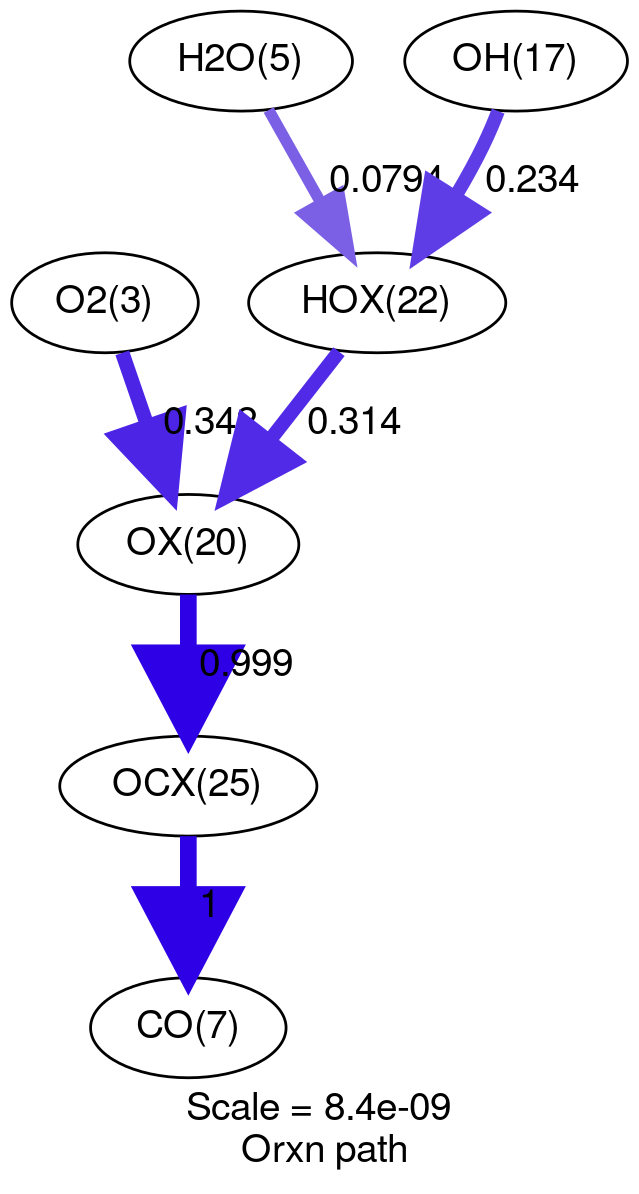 H2O(5)
OH(17)
0.0794
0.234
O2(3)
HOX(22)
0.342
0.314
OX(20)
0.999
OCX(25)
1
CO(7)
Scale = 8.4e-09
Orxn path